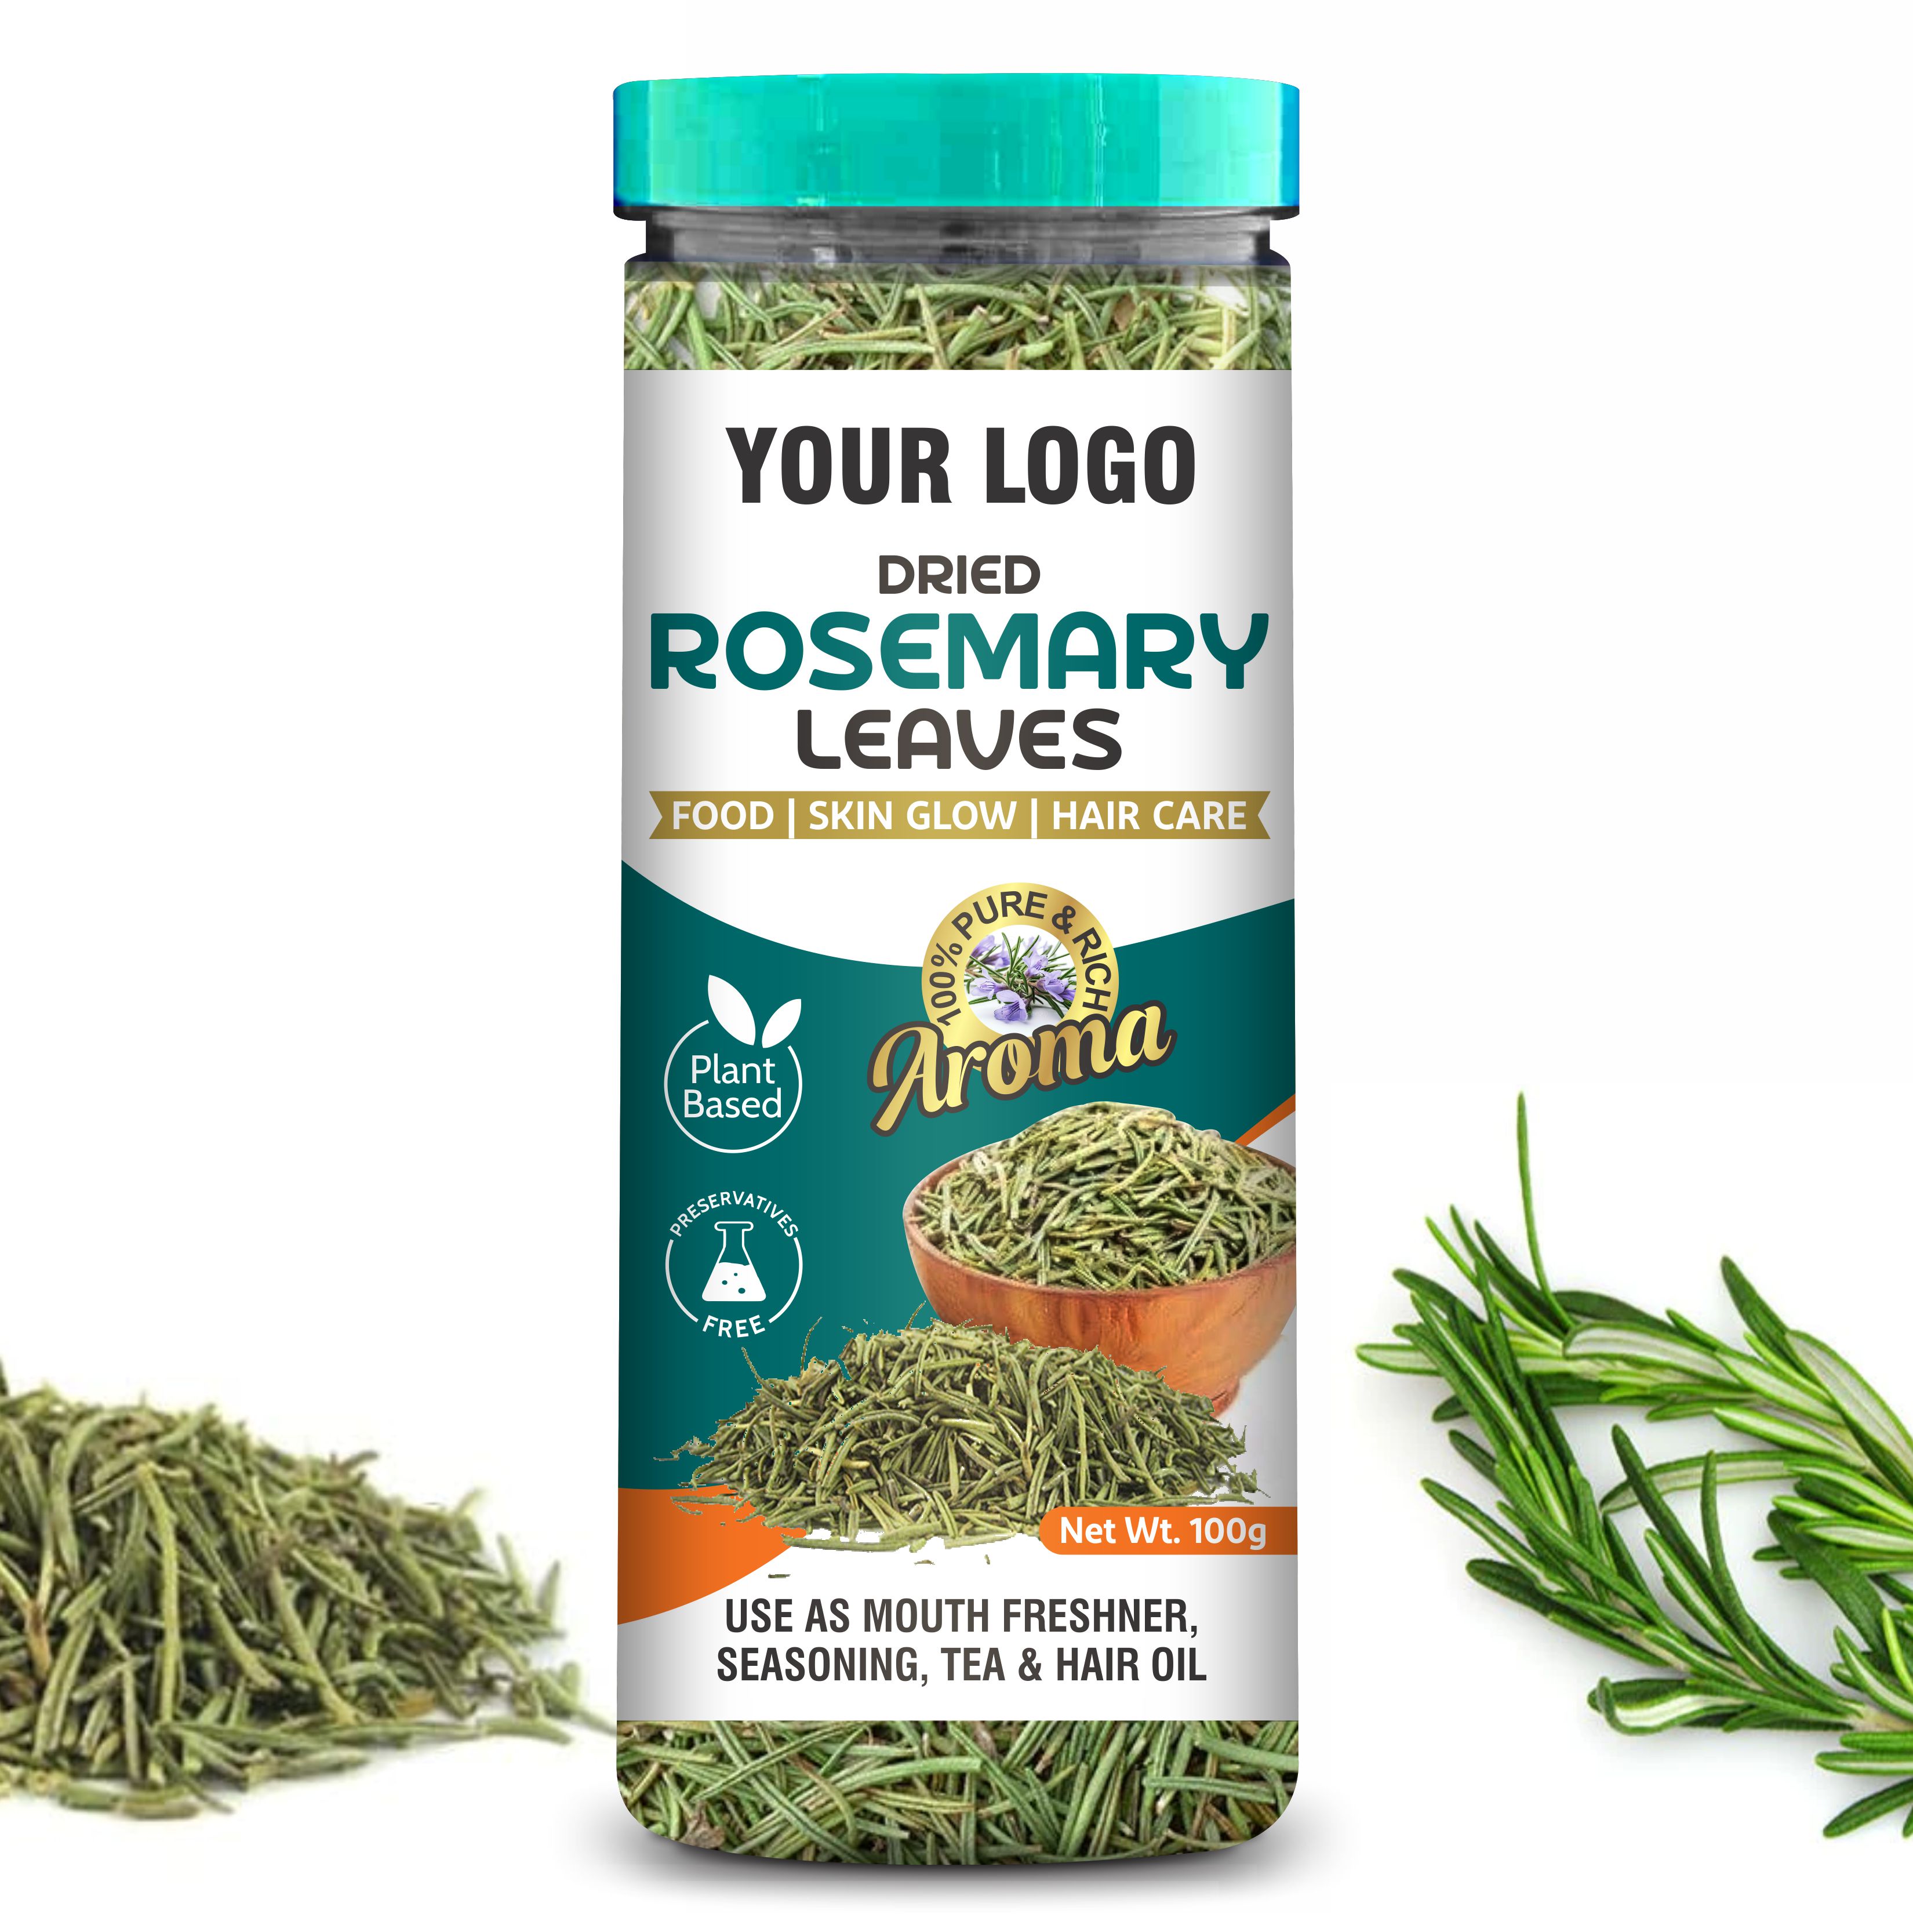 YOUR LOGO
DRIED
ROSEMARY
LEAVES
FOOD | SKIN GLOW | HAIR CARE
100% PURE & RICH
Aroma
Plant
Based
PRESERVATIVES
FREE
Net Wt. 100g
USE AS MOUTH FRESHNER,
SEASONING, TEA & HAIR OIL